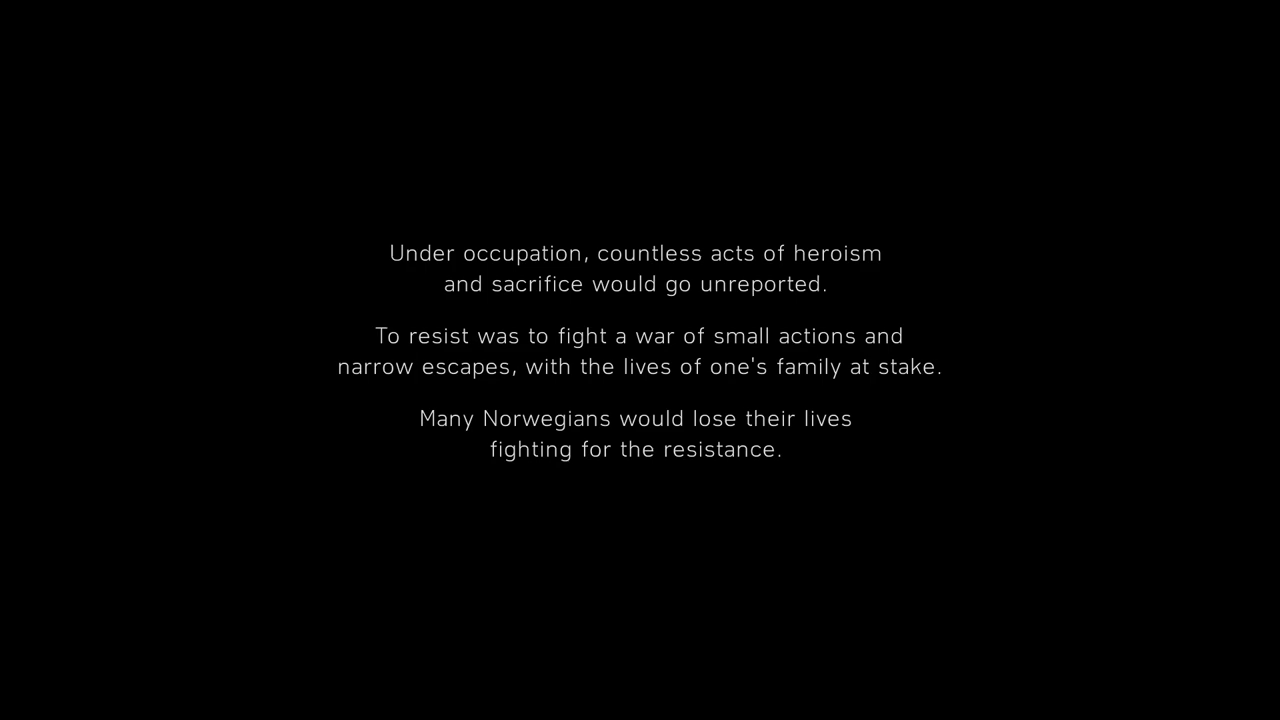 Under occupation, countless acts of heroism
and sacrifice would go unreported.
To resist was to fight a war of small actions and
narrow escapes, with the lives of one's family at stake.
Many Norwegians would lose their lives
fighting for the resistance.